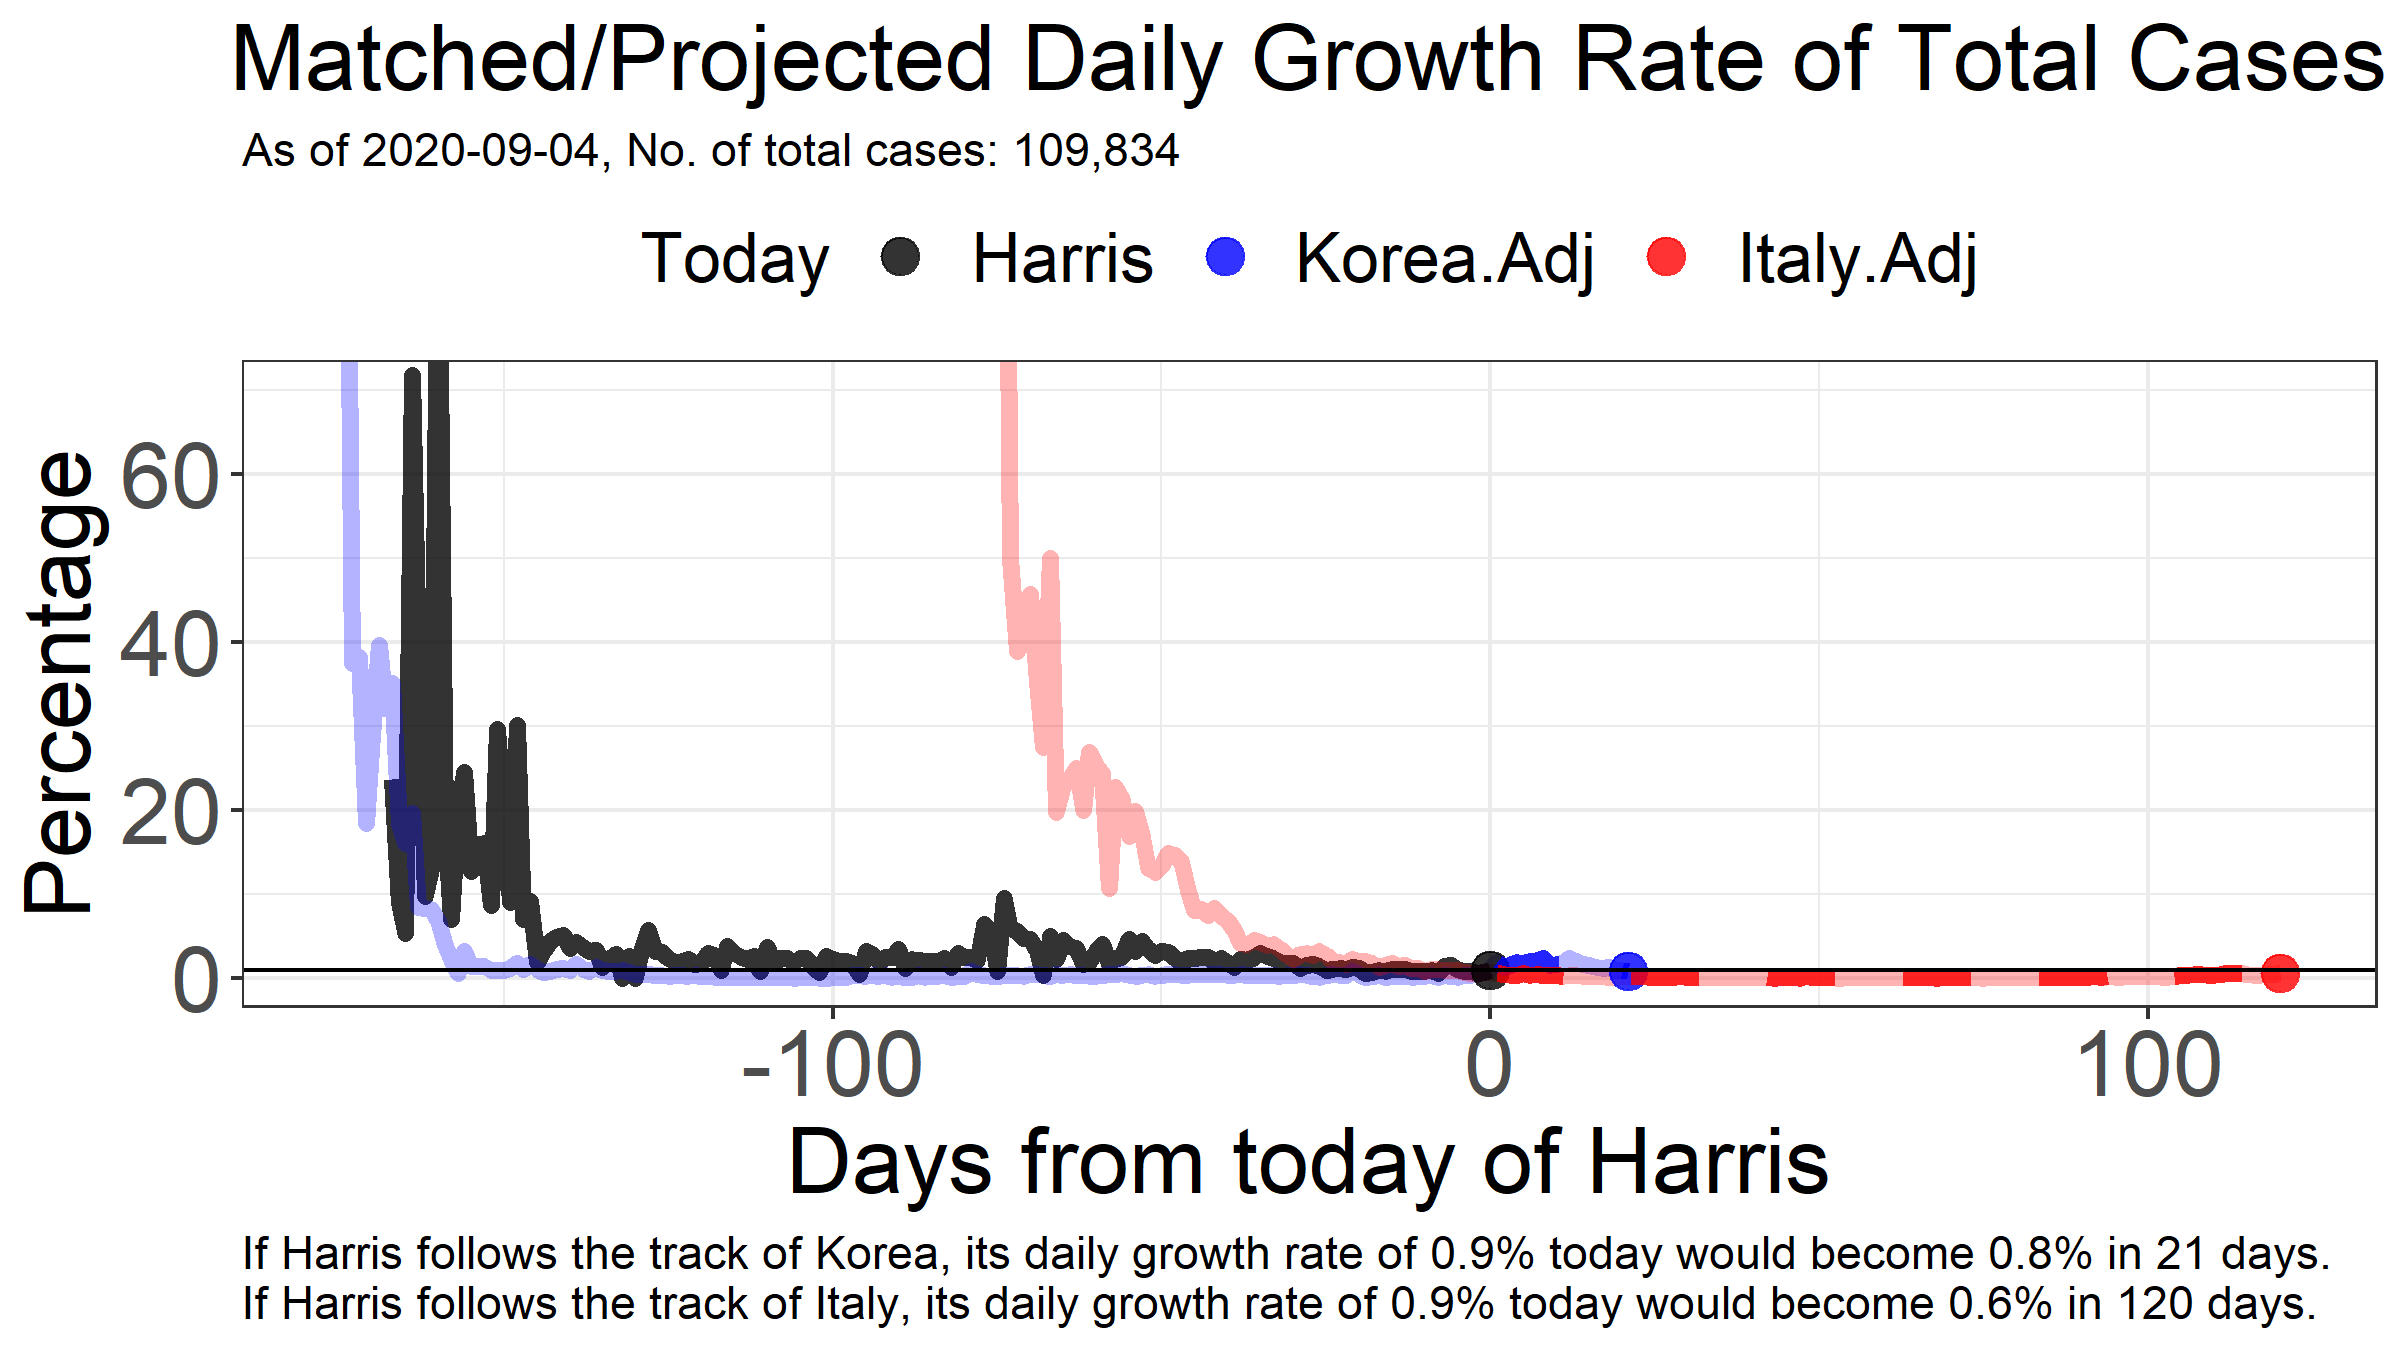 Matched/Projected Daily Growth Rate of Total Cases
As of 2020-09-04, No. of total cases: 109,834
Today Harris Korea.Adj Italy.Adj
Percentage
60
40
20
0
-100 0 100
Days from today of Harris
If Harris follows the track of Korea, its daily growth rate of 0.9% today would become 0.8% in 21 days.
If Harris follows the track of Italy, its daily growth rate of 0.9% today would become 0.6% in 120 days.